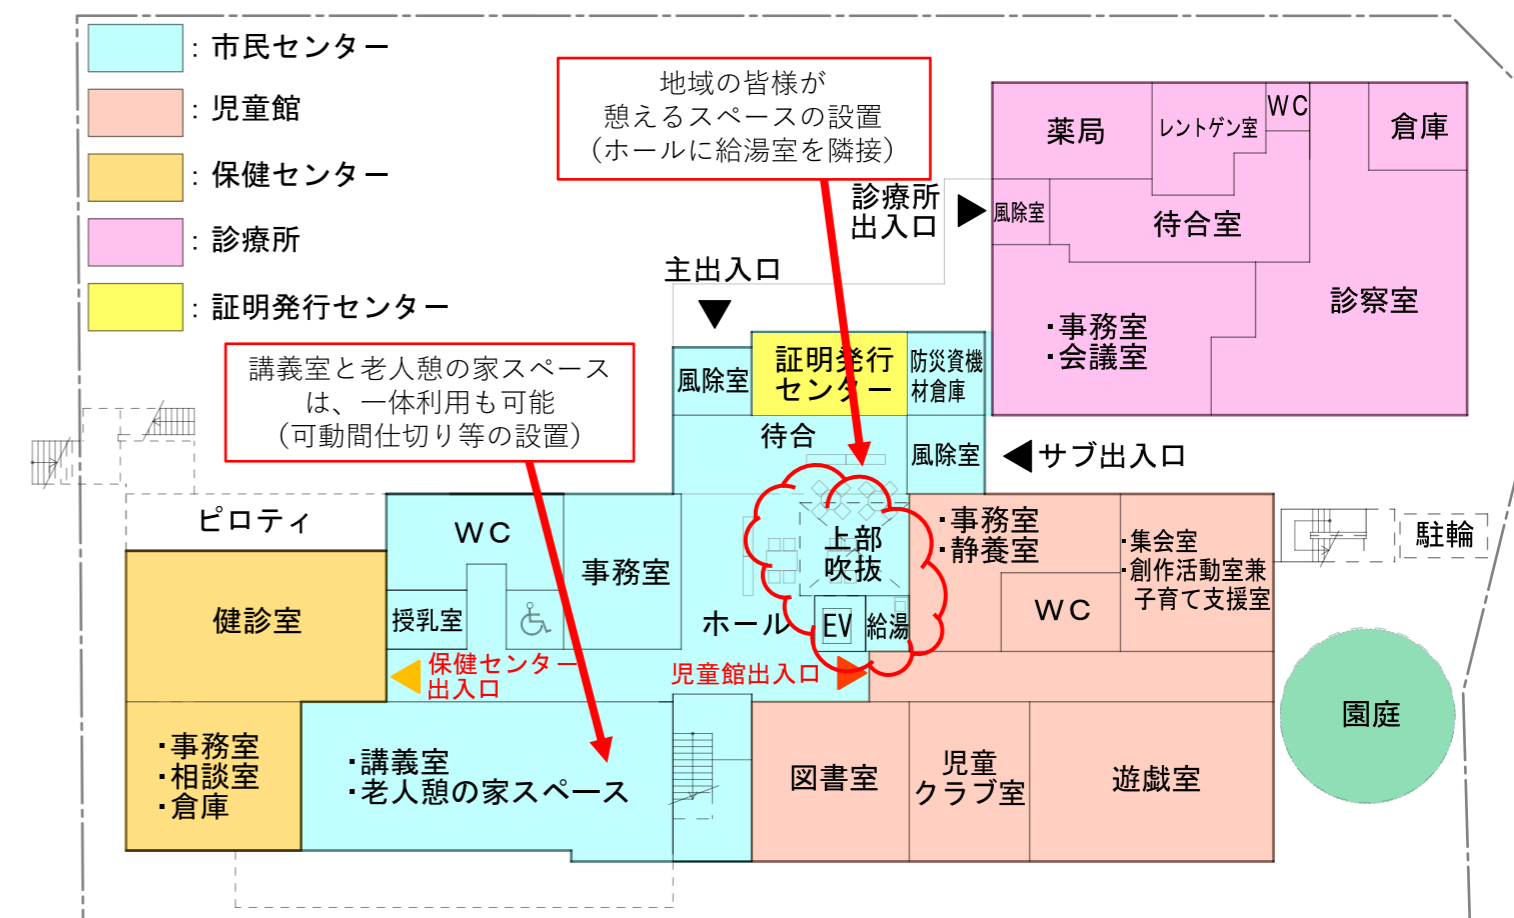 ：市民センター
：児童館
：保健センター
：診療所
：証明発行センター
地域の皆様が
憩えるスペースの設置
（ホールに給湯室を隣接）
講義室と老人憩の家スペース
は、一体利用も可能
（可動間仕切り等の設置）
薬局
レントゲン室
WC
倉庫
診療所
出入口
風除室
待合室
診察室
・事務室
・会議室
主出入口
風除室
証明発行
センター
防災資機
材倉庫
待合
風除室
サブ出入口
ピロティ
WC
事務室
上部
吹抜
・事務室
・静養室
・集会室
・創作活動室兼
子育て支援室
駐輪
健診室
授乳室
ホール
EV
給湯
WC
保健センター
出入口
児童館出入口
園庭
・事務室
・相談室
・倉庫
・講義室
・老人憩の家スペース
図書室
児童
クラブ室
遊戯室